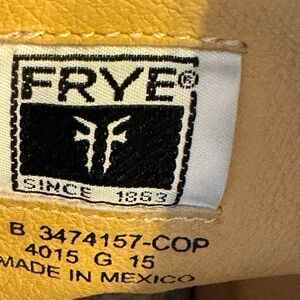 FRYE®
SINCE 1863
B 3474157-COP
4015 G 15
MADE IN MEXICO